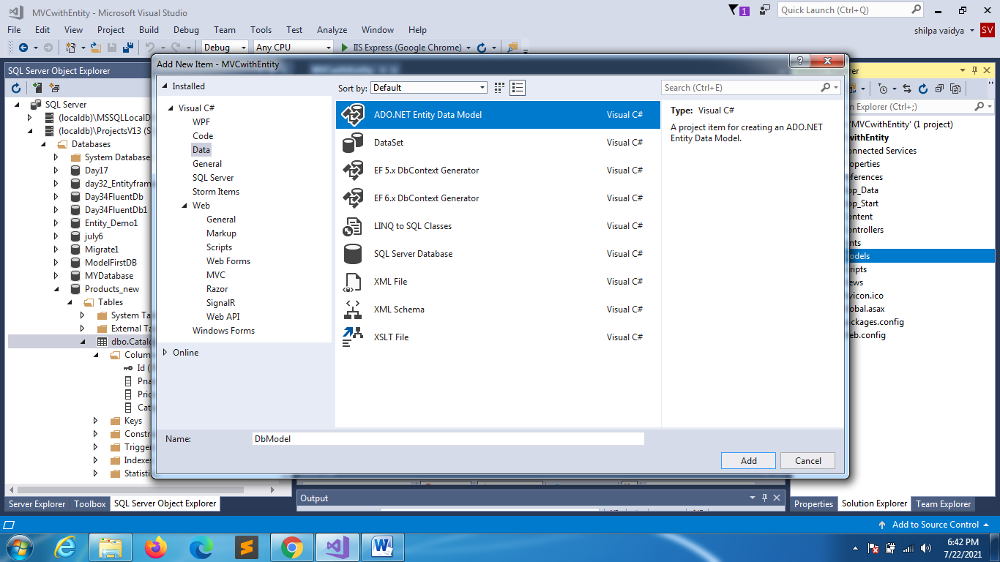 MVCwithEntity - Microsoft Visual Studio
1
Quick Launch (Ctrl+Q)
File Edit View Project Build Debug Team Tools Test Analyze Window Help
shilpa vaidya SV
Debug Any CPU IIS Express (Google Chrome)
SQL Server Object Explorer
SQL Server
(localdb)\MSSQLLocalD
(localdb)\ProjectsV13
Databases
System Database
Day17
day32_Entityfram
Day34FluentDb
Day34FluentDb1
Entity_Demo1
july6
Migrate1
ModelFirstDB
MYDatabase
Products_new
Tables
System Ta
External Ta
dbo.Catalo
Colum
Id (
Pna
Pric
Cat
Keys
Constr
Trigger
Indexes
Statisti
Server Explorer Toolbox SQL Server Object Explorer
Add New Item - MVCwithEntity
?
Installed
Visual C#
WPF
Code
Data
General
SQL Server
Storm Items
Web
General
Markup
Scripts
Web Forms
MVC
Razor
SignalR
Web API
Windows Forms
Online
Sort by: Default
Search (Ctrl+E)
ADO.NET Entity Data Model Visual C#
DataSet Visual C#
EF 5.x DbContext Generator Visual C#
EF 6.x DbContext Generator Visual C#
LINQ to SQL Classes Visual C#
SQL Server Database Visual C#
XML File Visual C#
XML Schema Visual C#
XSLT File Visual C#
Type: Visual C#
A project item for creating an ADO.NET
Entity Data Model.
Name: DbModel
Add Cancel
Output
orer
n Explorer (Ctrl+;)
'MVCwithEntity' (1 project)
withEntity
onnected Services
operties
ferences
pp_Data
pp_Start
ontent
ontrollers
nts
odels
ripts
ews
vicon.ico
obal.asax
ckages.config
eb.config
Properties Solution Explorer Team Explorer
Add to Source Control
6:42 PM
7/22/2021